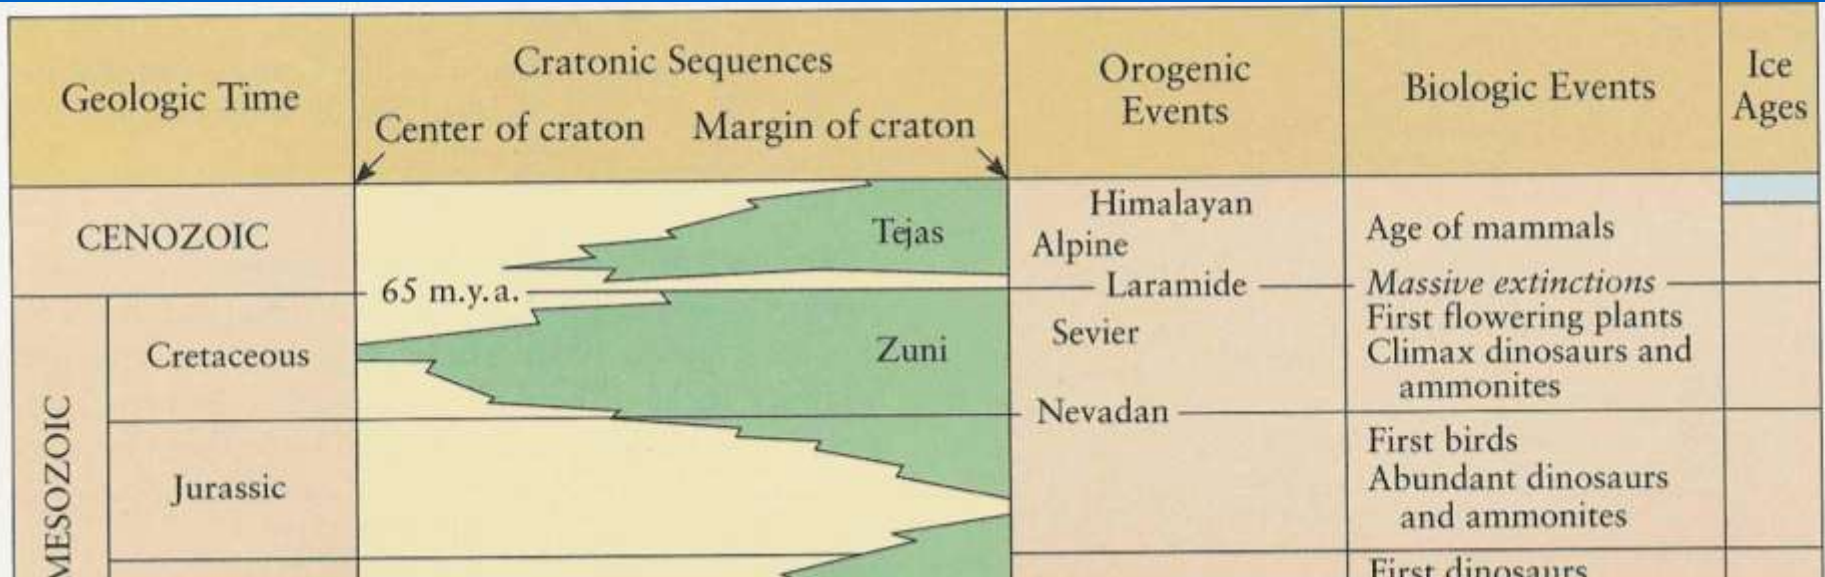 Geologic Time
Cratonic Sequences
Center of craton
Margin of craton
Orogenic
Events
Biologic Events
Ice
Ages
CENOZOIC
Tejas
Himalayan
Alpine
Age of mammals
65 m.y.a.
Laramide
Massive extinctions
MESOZOIC
Cretaceous
Zuni
Sevier
First flowering plants
Climax dinosaurs and
ammonites
Nevadan
Jurassic
First birds
Abundant dinosaurs
and ammonites
First dinosaurs